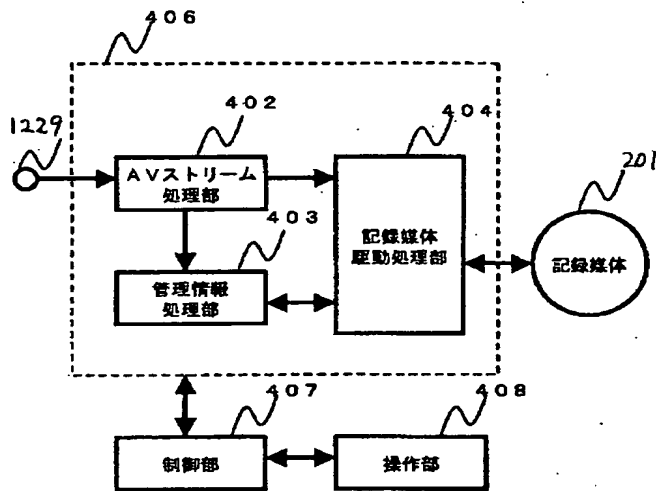 ４０６
1229
４０２
４０４
201
ＡＶストリーム
処理部
４０３
記録媒体
駆動処理部
記録媒体
管理情報
処理部
４０７
４０８
制御部
操作部